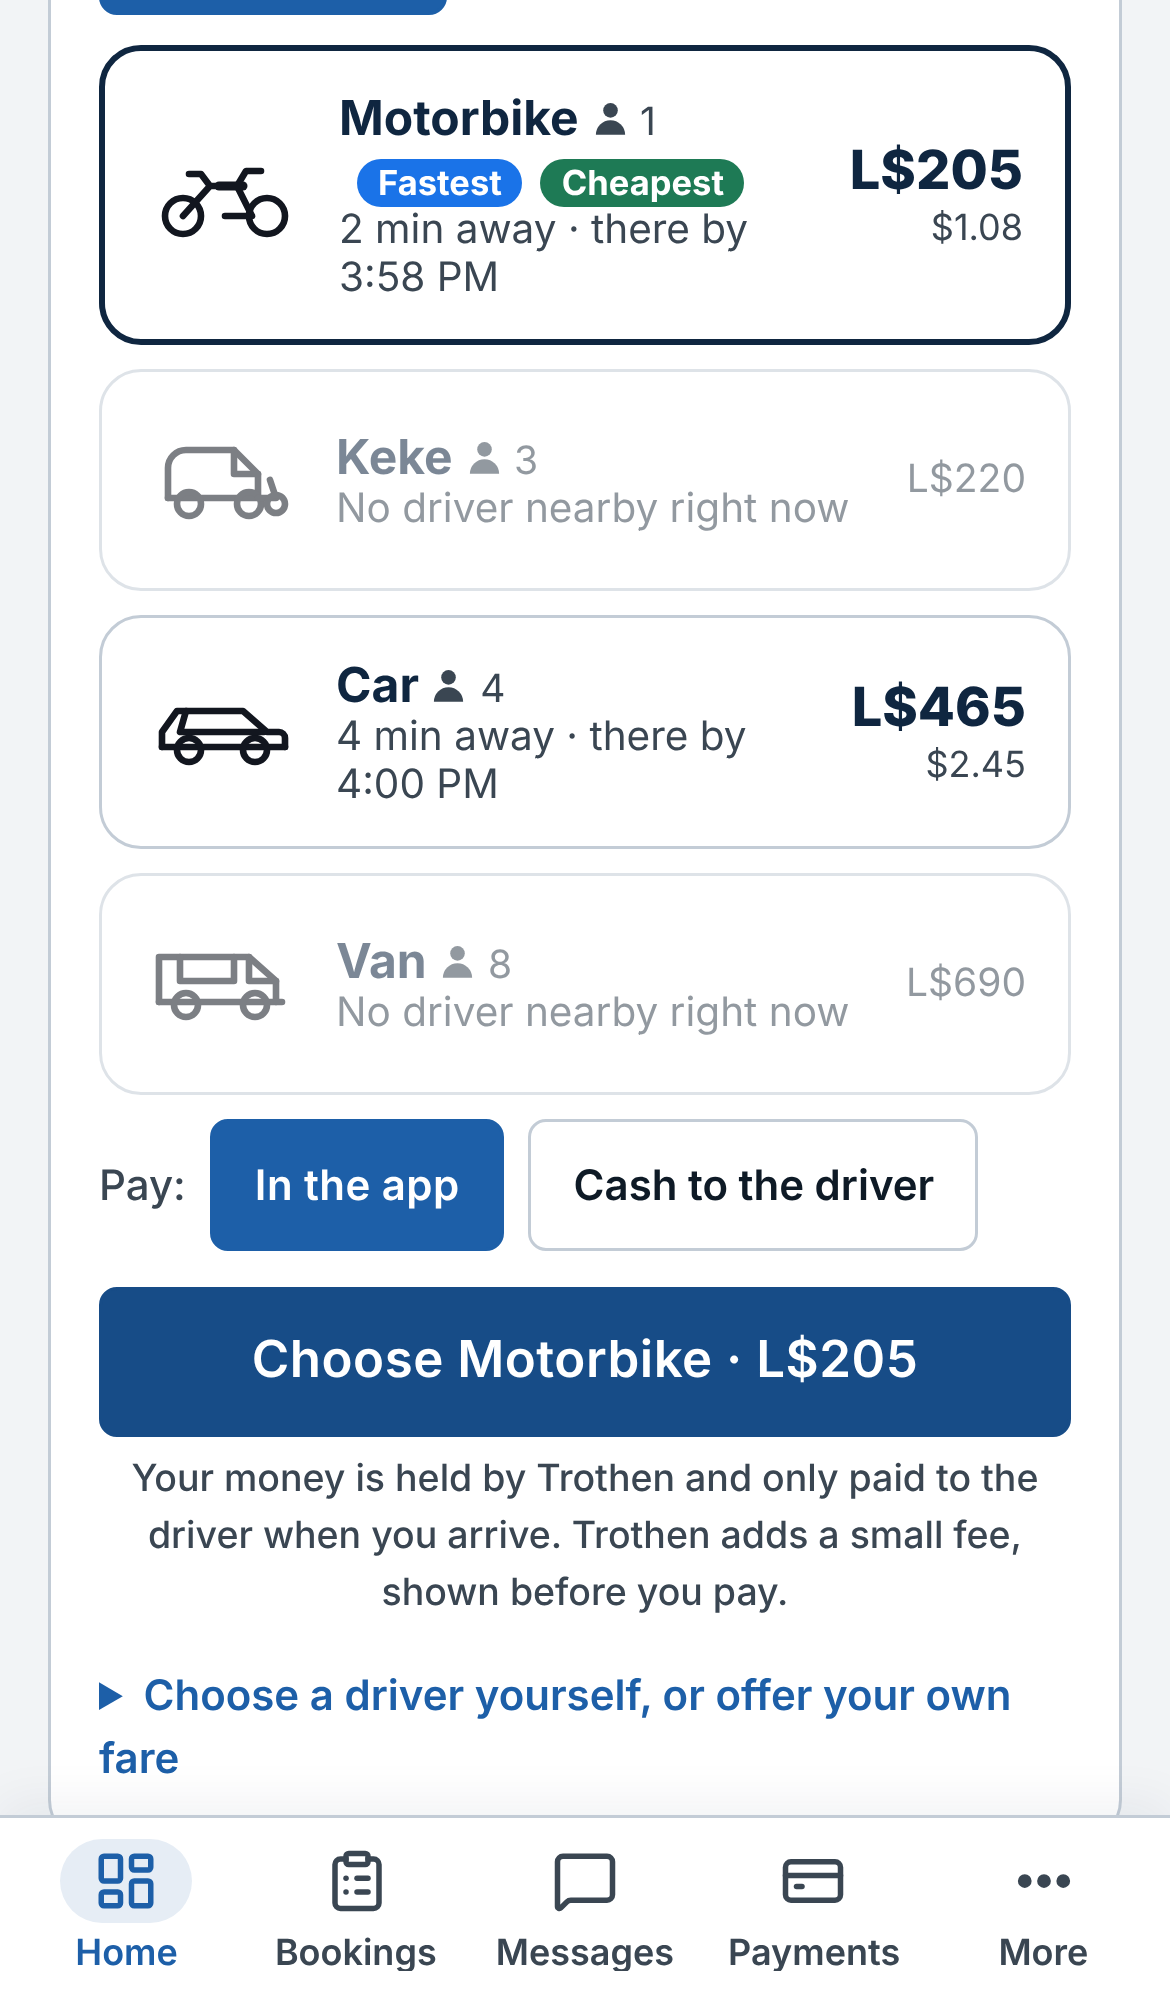 Motorbike 1
Fastest Cheapest
2 min away · there by
3:58 PM
L$205
$1.08
Keke 3
No driver nearby right now
L$220
Car 4
4 min away · there by
4:00 PM
L$465
$2.45
Van 8
No driver nearby right now
L$690
Pay: In the app Cash to the driver
Choose Motorbike · L$205
Your money is held by Trothen and only paid to the
driver when you arrive. Trothen adds a small fee,
shown before you pay.
Choose a driver yourself, or offer your own
fare
Home Bookings Messages Payments More